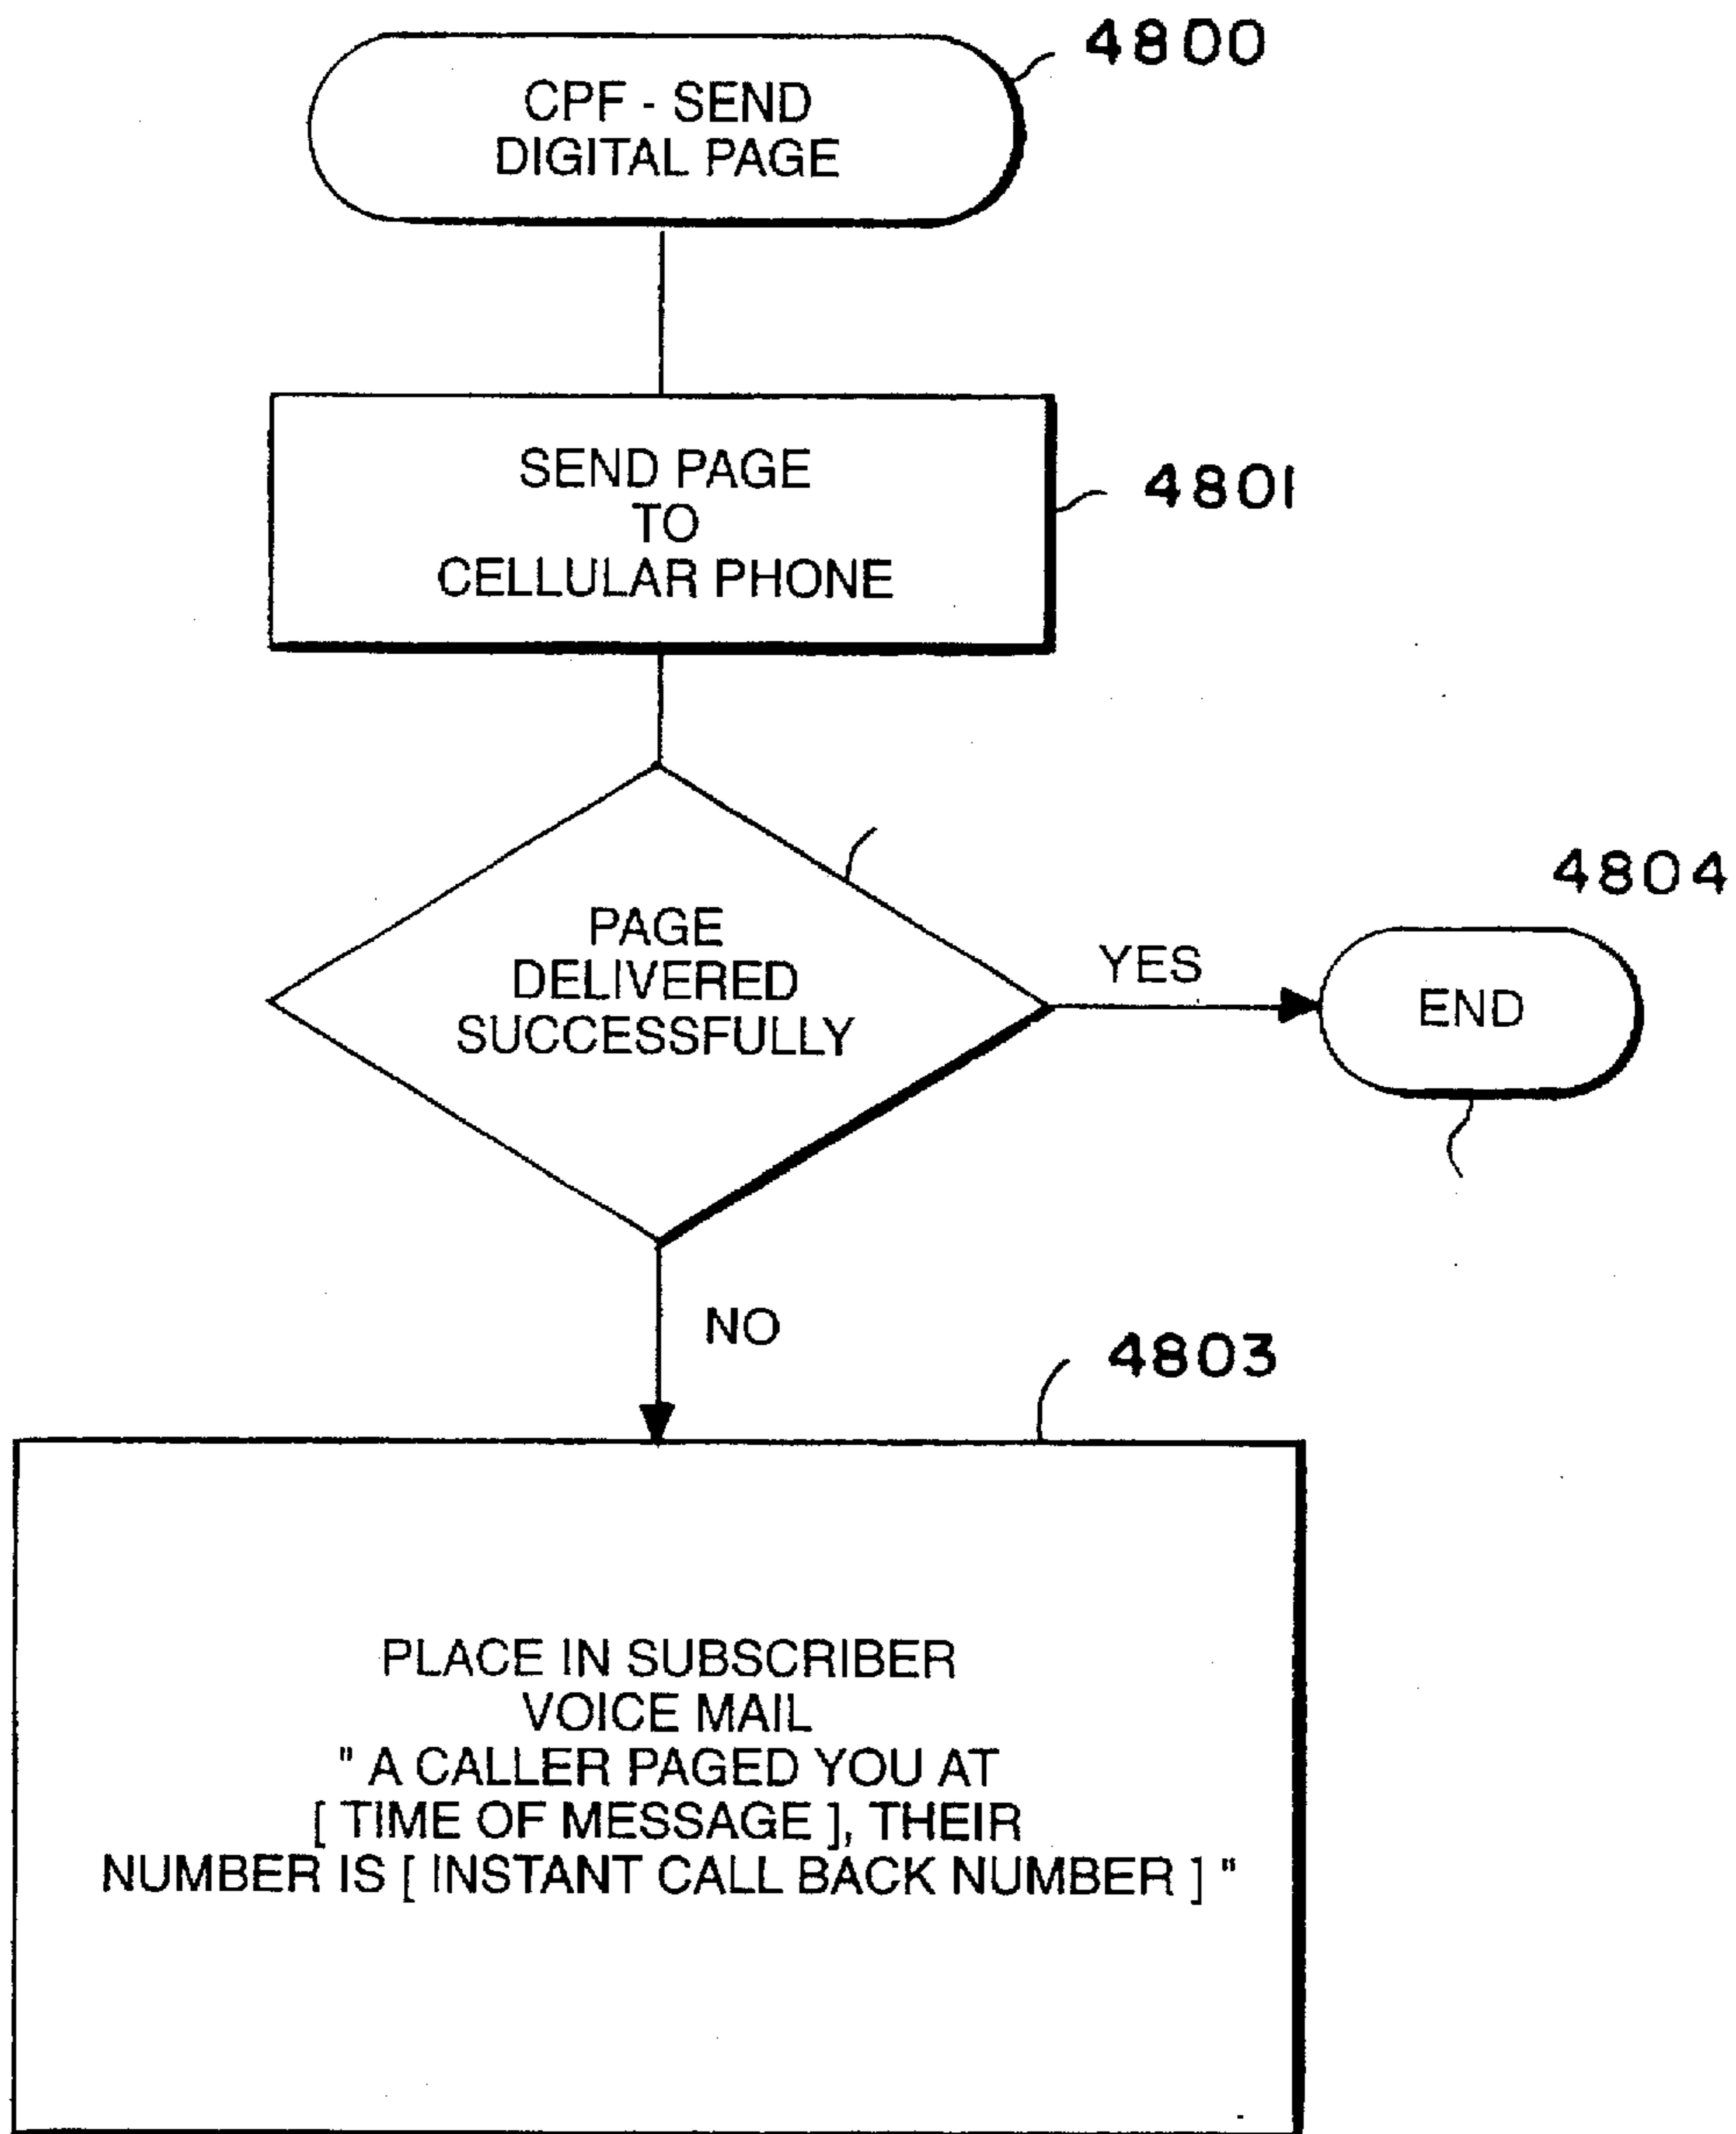 4800
CPF - SEND
DIGITAL PAGE
SEND PAGE
TO
CELLULAR PHONE
4801
PAGE
DELIVERED
SUCCESSFULLY
YES
4804
END
NO
4803
PLACE IN SUBSCRIBER
VOICE MAIL
" A CALLER PAGED YOU AT
[ TIME OF MESSAGE ], THEIR
NUMBER IS [ INSTANT CALL BACK NUMBER ] "